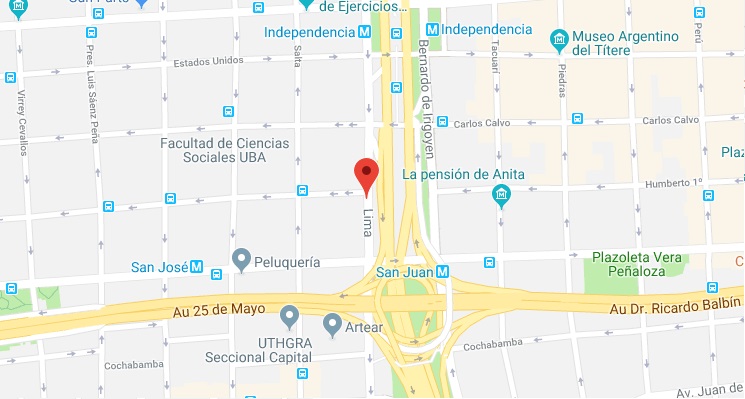 San Pa
de Ejercicios...
Independencia M
M Independencia
Museo Argentino
del Títere
Perú
Pres. Luis Sáenz Peña
Salta
Bernardo de Irigoyen
Tacuarí
Piedras
Estados Unidos
Virrey Cevallos
Carlos Calvo
Carlos Calvo
Facultad de Ciencias
Sociales UBA
Plaz
La pensión de Anita
Humberto 1°
Lima
San José M
Peluquería
San Juan M
Plazoleta Vera
Peñaloza
C
Au 25 de Mayo
Au Dr. Ricardo Balbín
UTHGRA
Seccional Capital
Artear
Cochabamba
Cochabamba
Av. Juan de